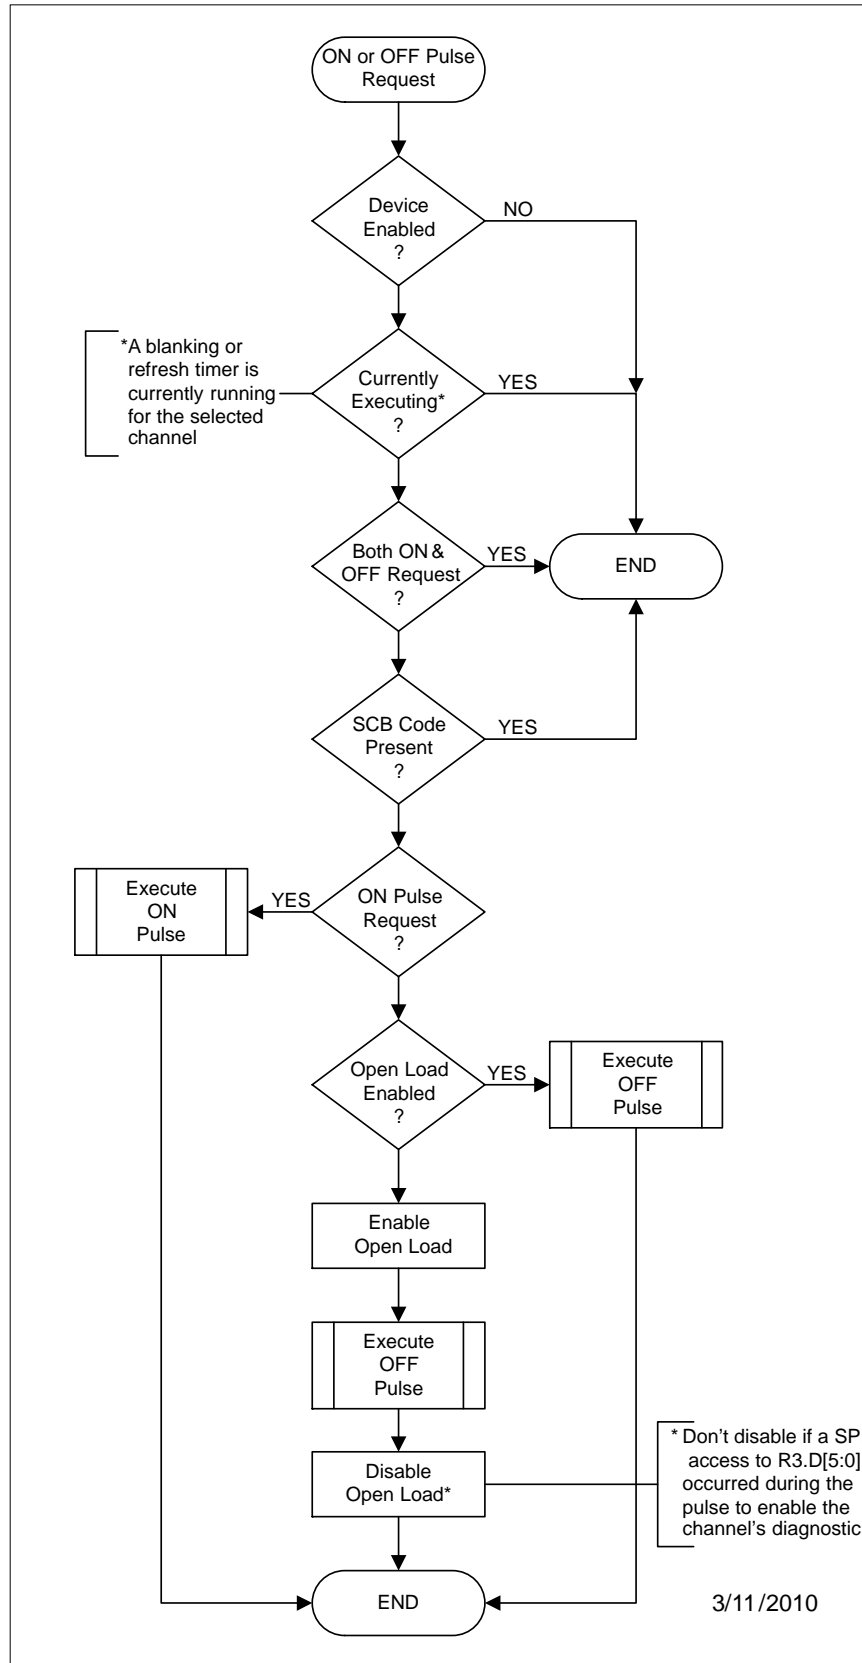 ON or OFF Pulse
Request
Device
Enabled
?
NO
*A blanking or
refresh timer is
currently running
for the selected
channel
Currently
Executing*
?
YES
Both ON &
OFF Request
?
YES
END
SCB Code
Present
?
YES
Execute
ON
Pulse
YES
ON Pulse
Request
?
Open Load
Enabled
?
YES
Execute
OFF
Pulse
Enable
Open Load
Execute
OFF
Pulse
Disable
Open Load*
* Don't disable if a SP
access to R3.D[5:0]
occurred during the
pulse to enable the
channel's diagnostic
END
3/11/2010